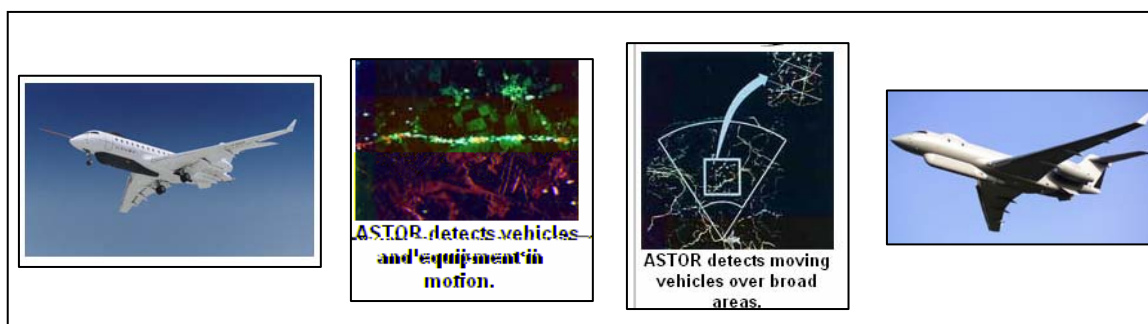 ASTOR detects vehicles
and equipment in
motion.
ASTOR detects moving
vehicles over broad
areas.